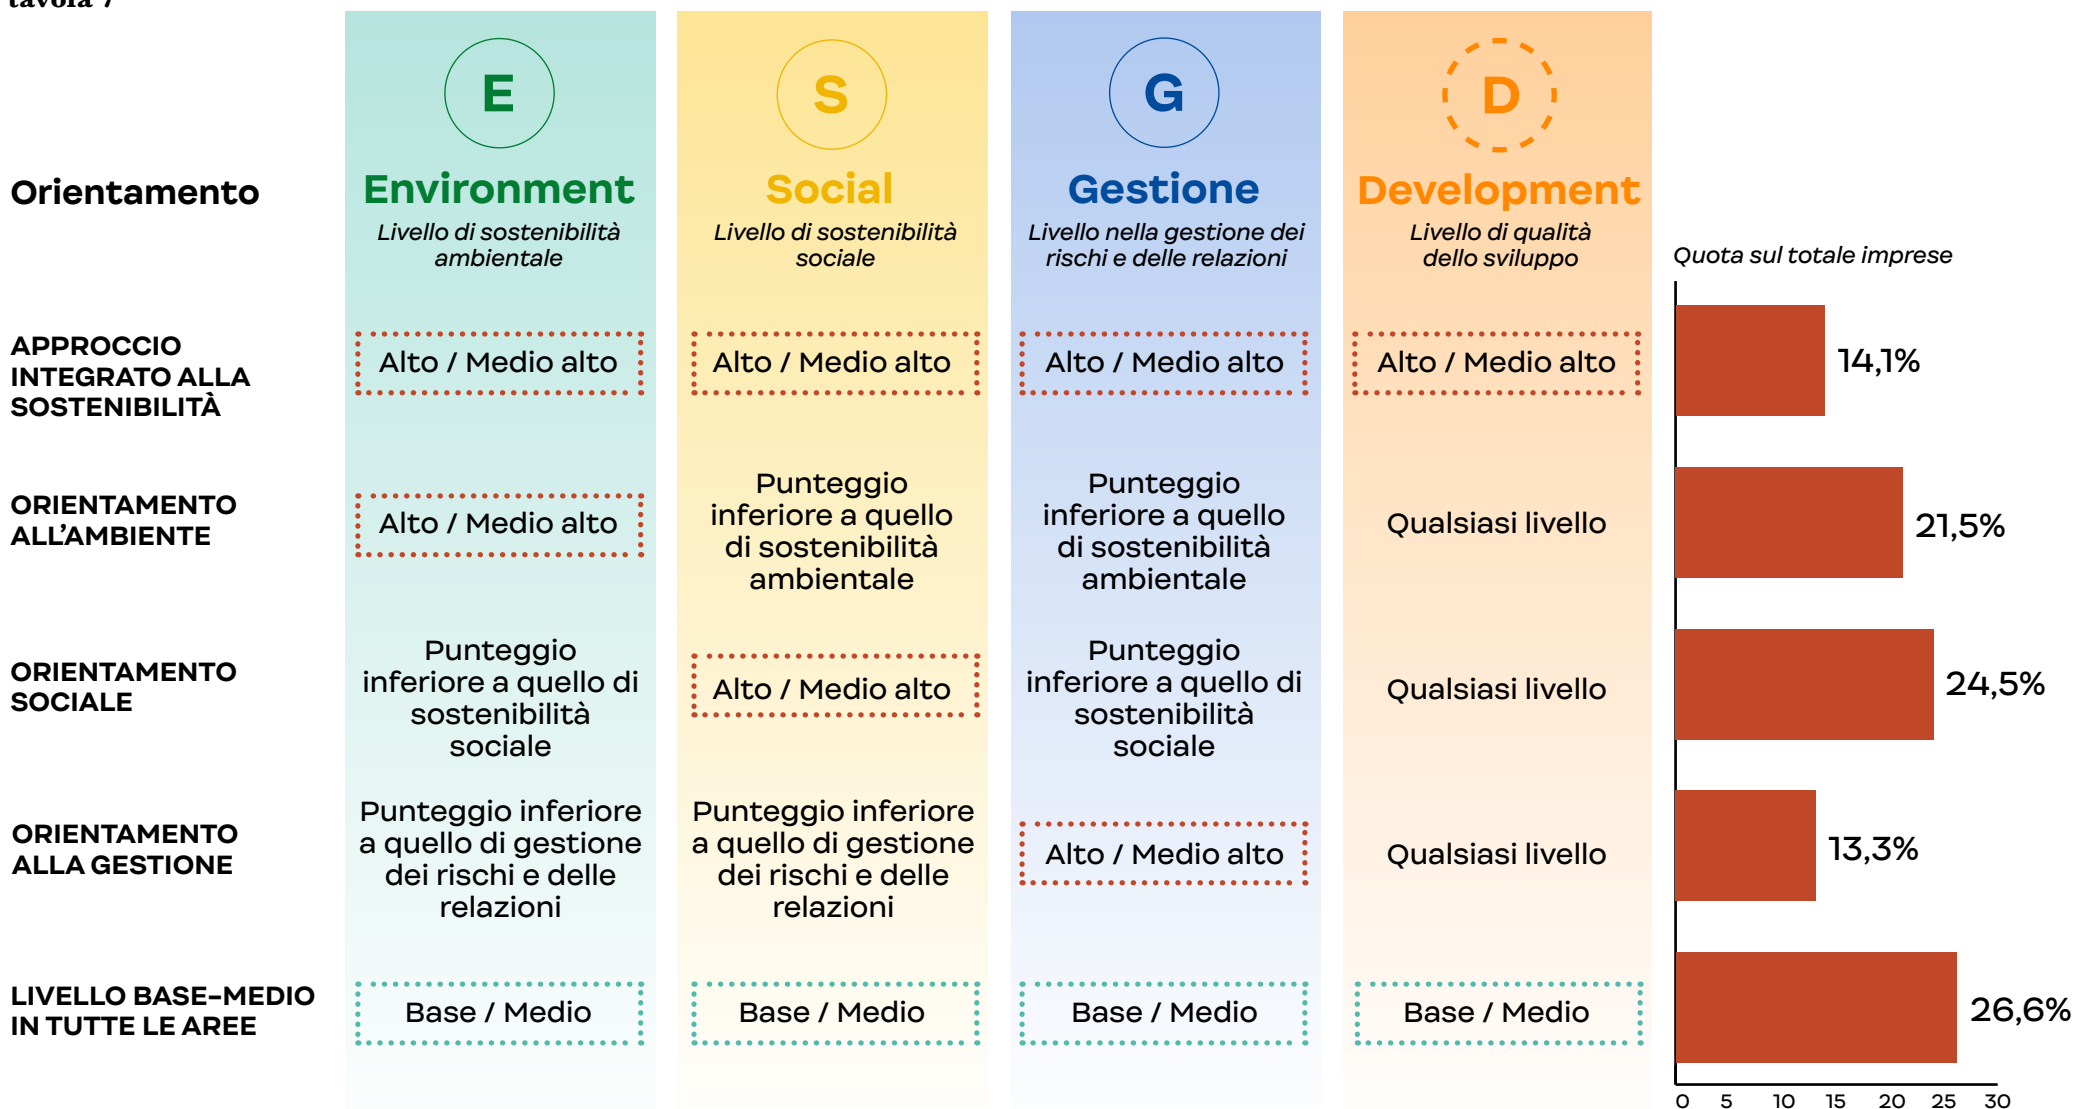 tavola 7
E
S
G
D
Orientamento
Environment
Social
Gestione
Development
Livello di sostenibilità
ambientale
Livello di sostenibilità
sociale
Livello nella gestione dei
rischi e delle relazioni
Livello di qualità
dello sviluppo
Quota sul totale imprese
APPROCCIO
INTEGRATO ALLA
SOSTENIBILITÀ
Alto / Medio alto
Alto / Medio alto
Alto / Medio alto
Alto / Medio alto
14,1%
ORIENTAMENTO
ALL’AMBIENTE
Alto / Medio alto
Punteggio
inferiore a quello
di sostenibilità
ambientale
Punteggio
inferiore a quello
di sostenibilità
ambientale
Qualsiasi livello
21,5%
ORIENTAMENTO
SOCIALE
Punteggio
inferiore a quello di
sostenibilità
sociale
Alto / Medio alto
Punteggio
inferiore a quello di
sostenibilità
sociale
Qualsiasi livello
24,5%
ORIENTAMENTO
ALLA GESTIONE
Punteggio inferiore
a quello di gestione
dei rischi e delle
relazioni
Punteggio inferiore
a quello di gestione
dei rischi e delle
relazioni
Alto / Medio alto
Qualsiasi livello
13,3%
LIVELLO BASE–MEDIO
IN TUTTE LE AREE
Base / Medio
Base / Medio
Base / Medio
Base / Medio
26,6%
0 5 10 15 20 25 30